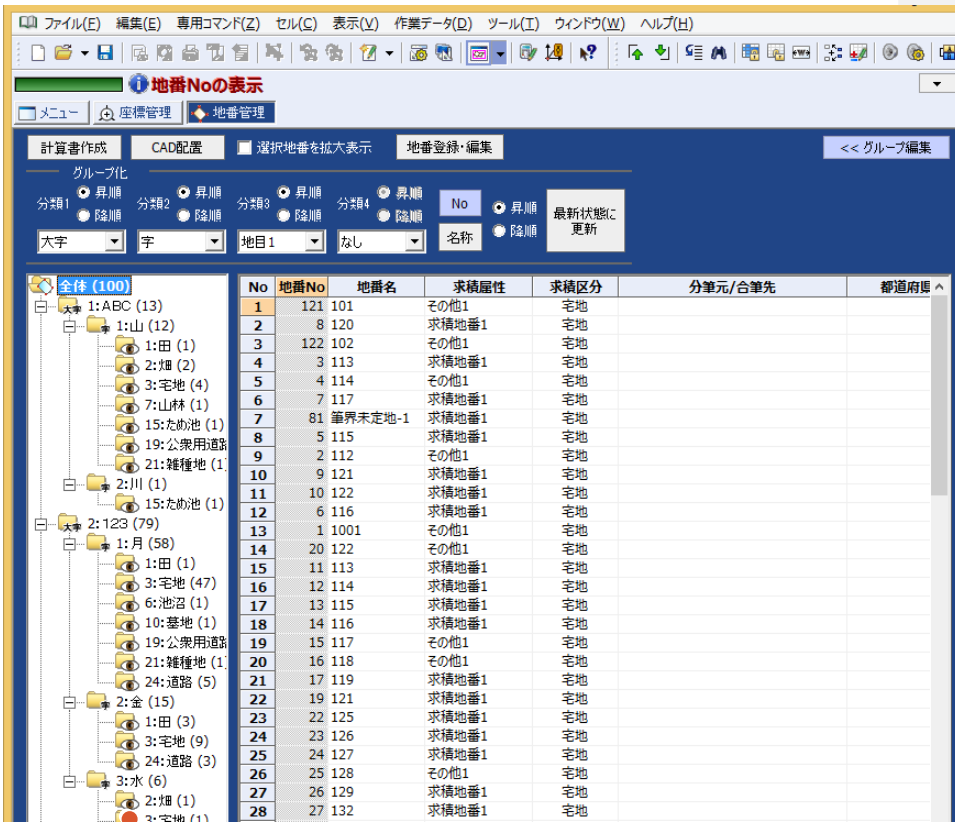 ファイル(F) 編集(E) 専用コマンド(Z) セル(C) 表示(V) 作業データ(D) ツール(T) ウィンドウ(W) ヘルプ(H)
地番Noの表示
メニュー 座標管理 地番管理
計算書作成 CAD配置 選択地番を拡大表示 地番登録・編集 << グループ編集
グループ化
分類1 昇順 降順 分類2 昇順 降順 分類3 昇順 降順 分類4 昇順 降順 No 昇順 降順 最新状態に更新
大字 字 地目1 なし 名称
全体 (100)
大字 1:ABC (13)
字 1:山 (12)
1:田 (1)
2:畑 (2)
3:宅地 (4)
7:山林 (1)
15:ため池 (1)
19:公衆用道路
21:雑種地 (1)
字 2:川 (1)
15:ため池 (1)
大字 2:123 (79)
字 1:月 (58)
1:田 (1)
3:宅地 (47)
6:池沼 (1)
10:墓地 (1)
19:公衆用道路
21:雑種地 (1)
24:道路 (5)
字 2:金 (15)
1:田 (3)
3:宅地 (9)
24:道路 (3)
字 3:水 (6)
2:畑 (1)
3:宅地 (1)
No 地番No 地番名 求積属性 求積区分 分筆元/合筆先 都道府県
1 121 101 その他1 宅地
2 8 120 求積地番1 宅地
3 122 102 その他1 宅地
4 3 113 求積地番1 宅地
5 4 114 その他1 宅地
6 7 117 求積地番1 宅地
7 81 筆界未定地-1 求積地番1 宅地
8 5 115 求積地番1 宅地
9 2 112 その他1 宅地
10 9 121 求積地番1 宅地
11 10 122 求積地番1 宅地
12 6 116 求積地番1 宅地
13 1 1001 その他1 宅地
14 20 122 その他1 宅地
15 11 113 求積地番1 宅地
16 12 114 求積地番1 宅地
17 13 115 求積地番1 宅地
18 14 116 求積地番1 宅地
19 15 117 その他1 宅地
20 16 118 その他1 宅地
21 17 119 求積地番1 宅地
22 19 121 求積地番1 宅地
23 22 125 求積地番1 宅地
24 23 126 求積地番1 宅地
25 24 127 求積地番1 宅地
26 25 128 その他1 宅地
27 26 129 求積地番1 宅地
28 27 132 求積地番1 宅地